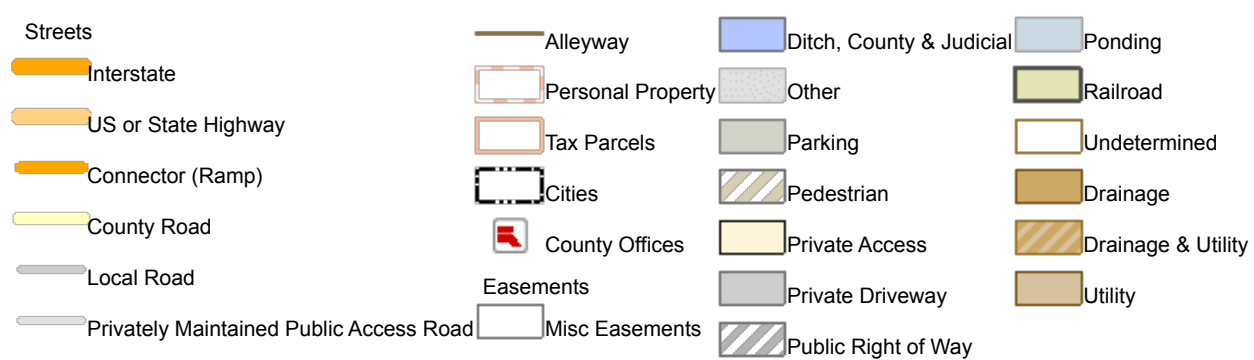 Streets
Interstate
US or State Highway
Connector (Ramp)
County Road
Local Road
Privately Maintained Public Access Road
Alleyway
Personal Property
Tax Parcels
Cities
County Offices
Easements
Misc Easements
Ditch, County & Judicial
Other
Parking
Pedestrian
Private Access
Private Driveway
Public Right of Way
Ponding
Railroad
Undetermined
Drainage
Drainage & Utility
Utility